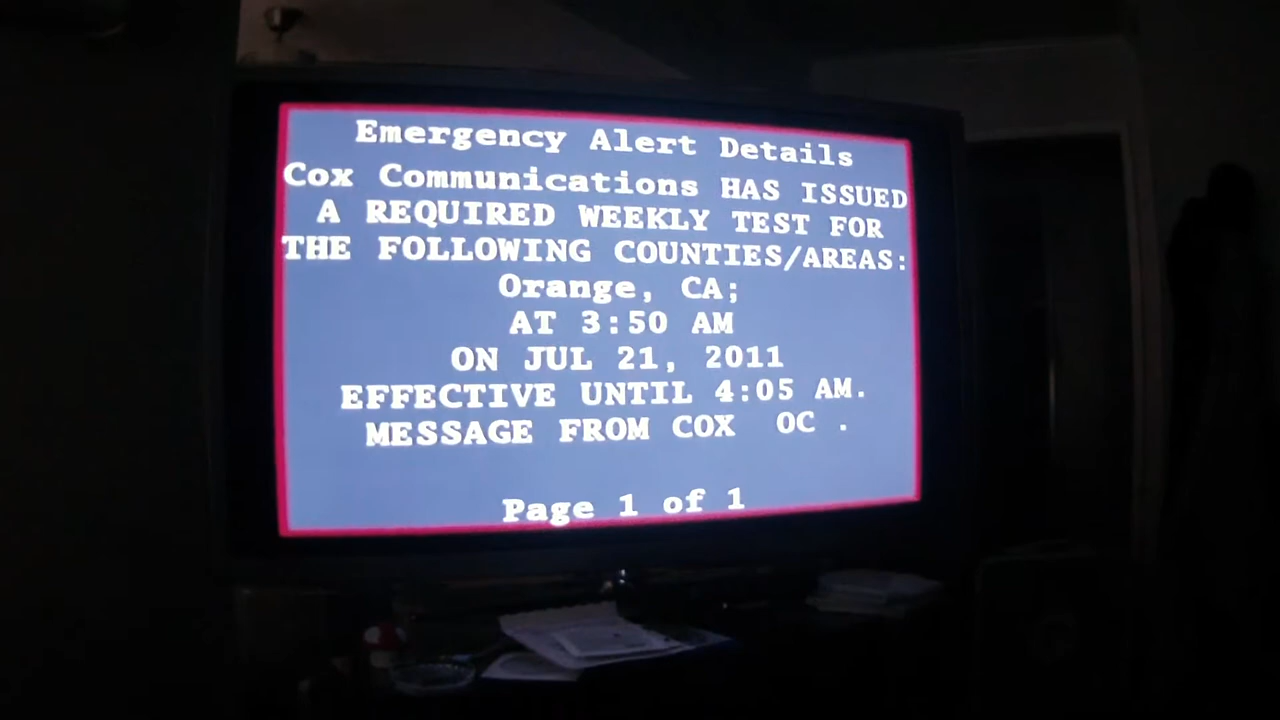 Emergency Alert Details
Cox Communications HAS ISSUED
A REQUIRED WEEKLY TEST FOR
THE FOLLOWING COUNTIES/AREAS:
Orange, CA;
AT 3:50 AM
ON JUL 21, 2011
EFFECTIVE UNTIL 4:05 AM.
MESSAGE FROM COX OC .
Page 1 of 1